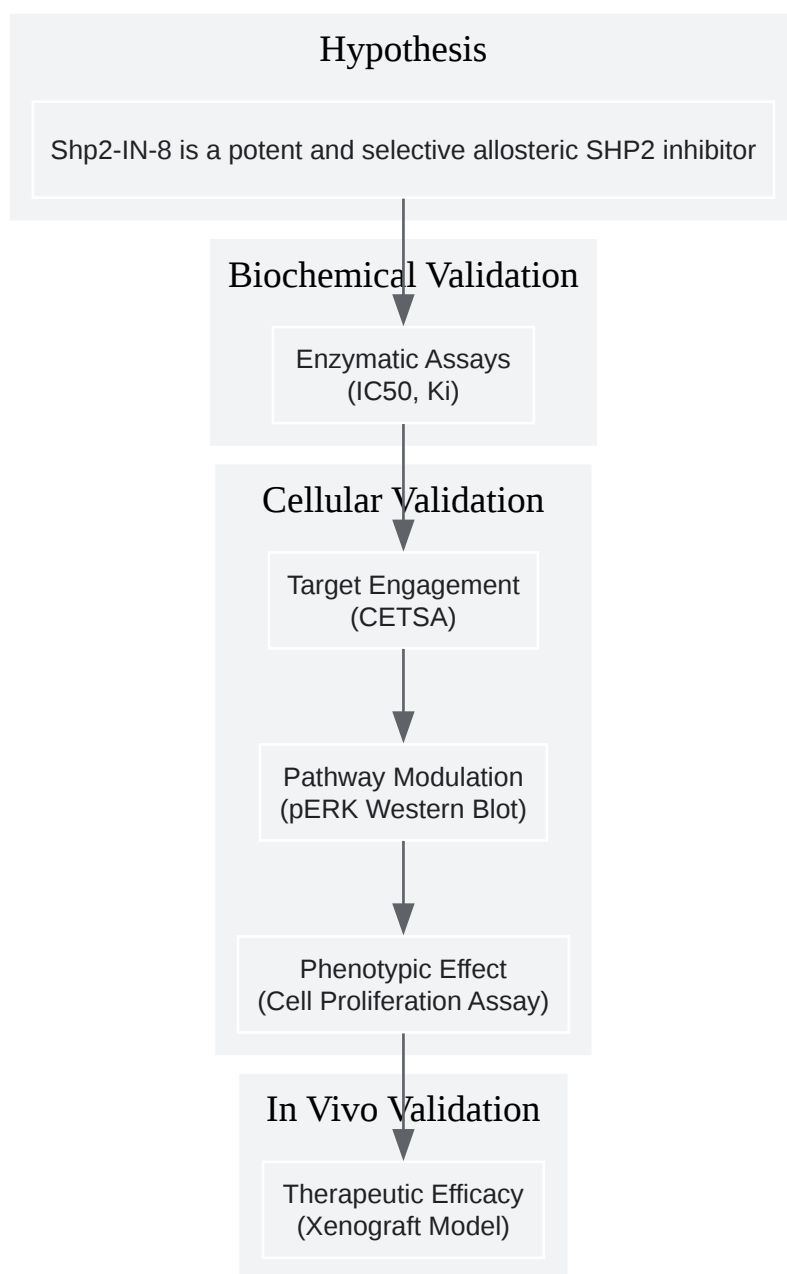 Hypothesis
Shp2-IN-8 is a potent and selective allosteric SHP2 inhibitor
Biochemical Validation
Enzymatic Assays
(IC50, Ki)
Cellular Validation
Target Engagement
(CETSA)
Pathway Modulation
(pERK Western Blot)
Phenotypic Effect
(Cell Proliferation Assay)
In Vivo Validation
Therapeutic Efficacy
(Xenograft Model)